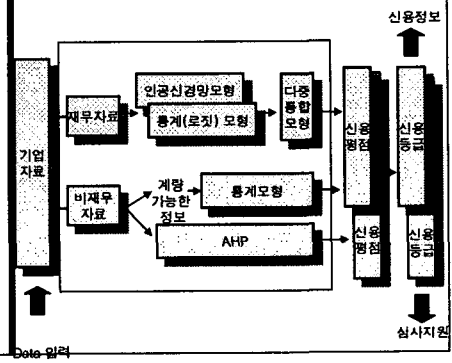 신용정보
인공신경망모형
다중
통합
모형
재무자료
통계(로짓) 모형
신용
평점
신용
등급
기업
자료
비재무
자료
계량
가능한
정보
통계모형
AHP
신용
평점
신용
등급
심사지원
Data 입력